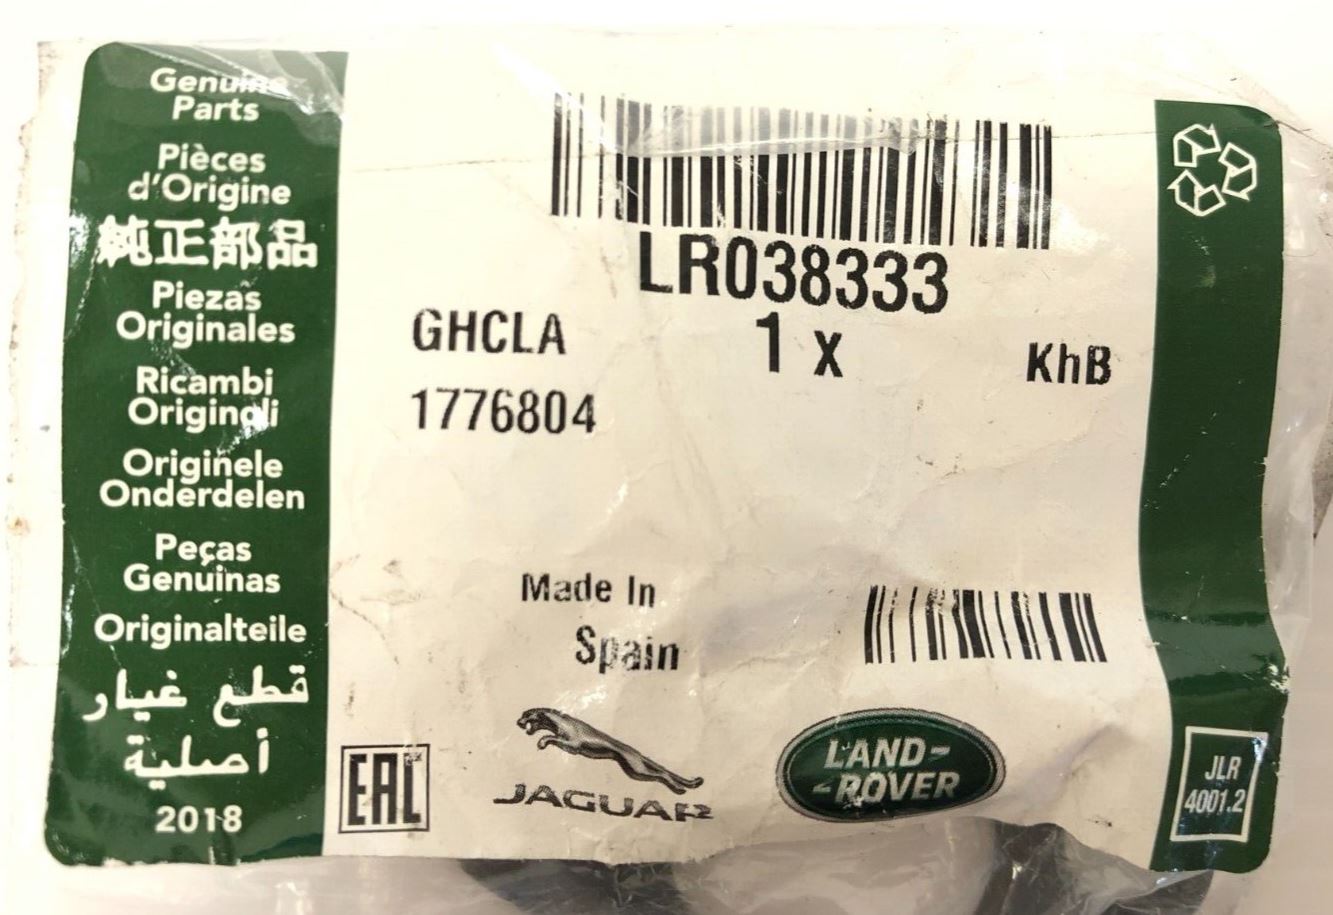 Genuine
Parts
Pièces
d'Origine
純正部品
Piezas
Originales
Ricambi
Originali
Originele
Onderdelen
Peças
Genuinas
Originalteile
قطع غيار
أصلية
2018
LR038333
GHCLA
1 x
KhB
1776804
Made In
Spain
EAC
JAGUAR
LAND-
-ROVER
JLR
4001.2